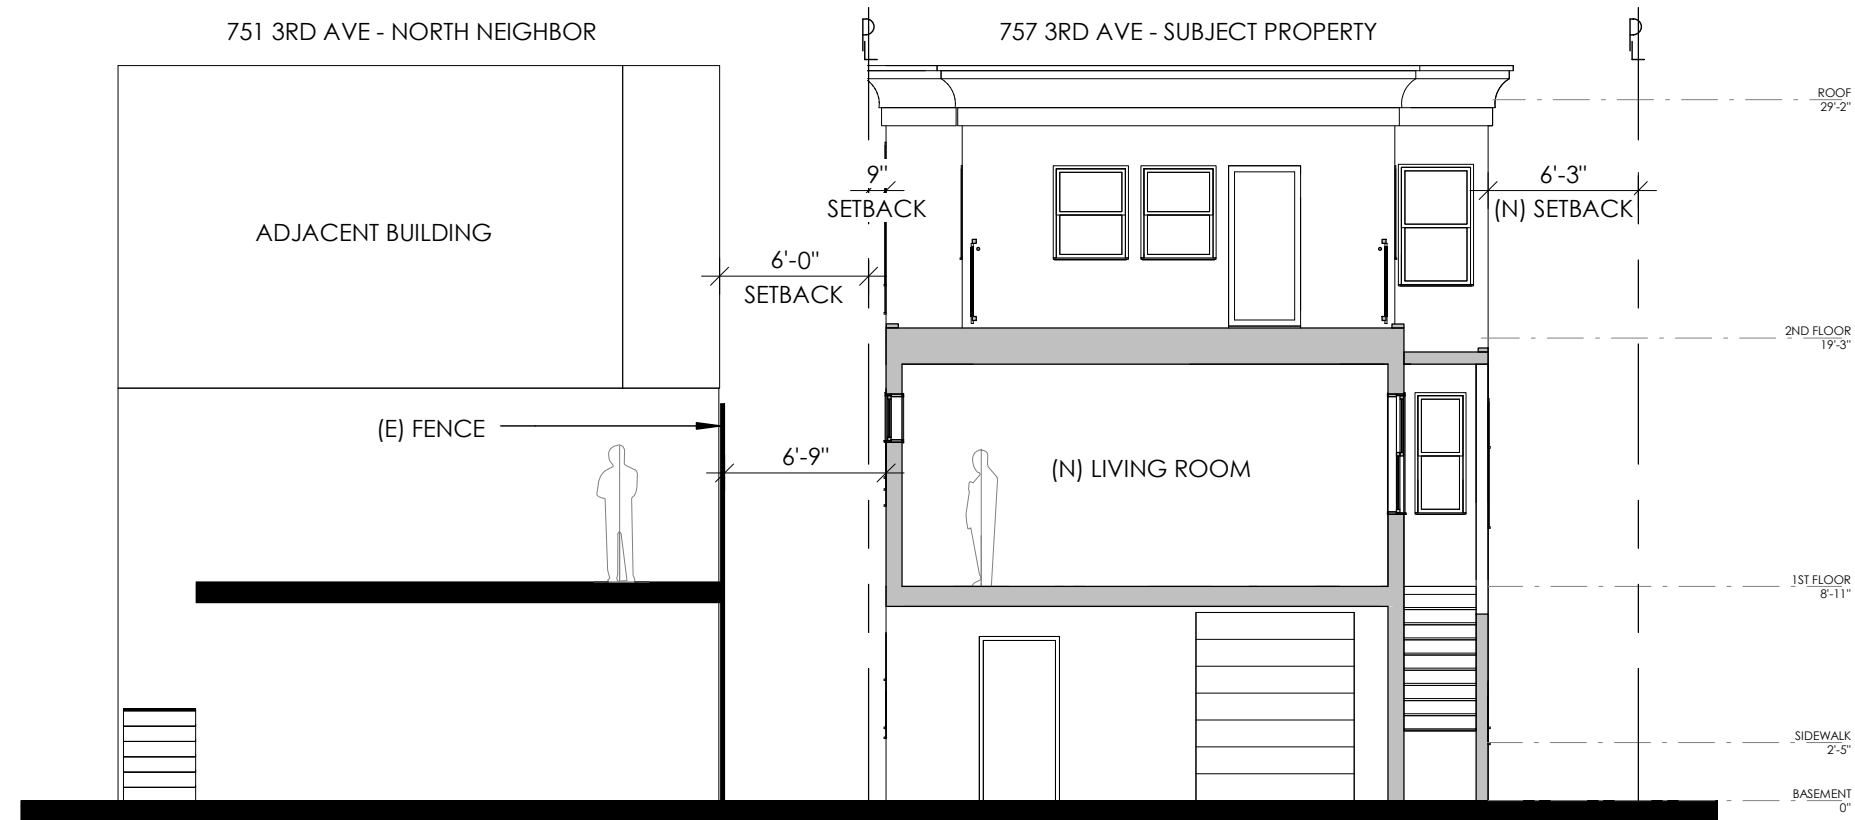 751 3RD AVE - NORTH NEIGHBOR
757 3RD AVE - SUBJECT PROPERTY
ROOF
29'-2"
9"
SETBACK
6'-3"
(N) SETBACK
ADJACENT BUILDING
6'-0"
SETBACK
2ND FLOOR
19'-3"
(E) FENCE
6'-9"
(N) LIVING ROOM
1ST FLOOR
8'-11"
SIDEWALK
2'-5"
BASEMENT
0"